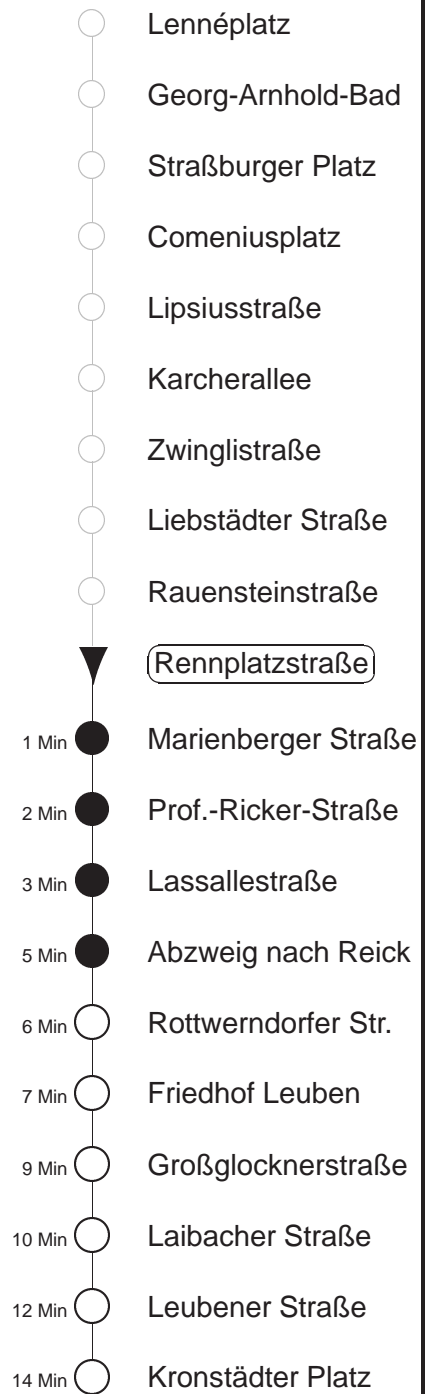 Lennéplatz
Georg-Arnhold-Bad
Straßburger Platz
Comeniusplatz
Lipsiusstraße
Karcherallee
Zwinglistraße
Liebstädter Straße
Rauensteinstraße
Rennplatzstraße
1 Min Marienberger Straße
2 Min Prof.-Ricker-Straße
3 Min Lassallestraße
5 Min Abzweig nach Reick
6 Min Rottwerndorfer Str.
7 Min Friedhof Leuben
9 Min Großglocknerstraße
10 Min Laibacher Straße
12 Min Leubener Straße
14 Min Kronstädter Platz